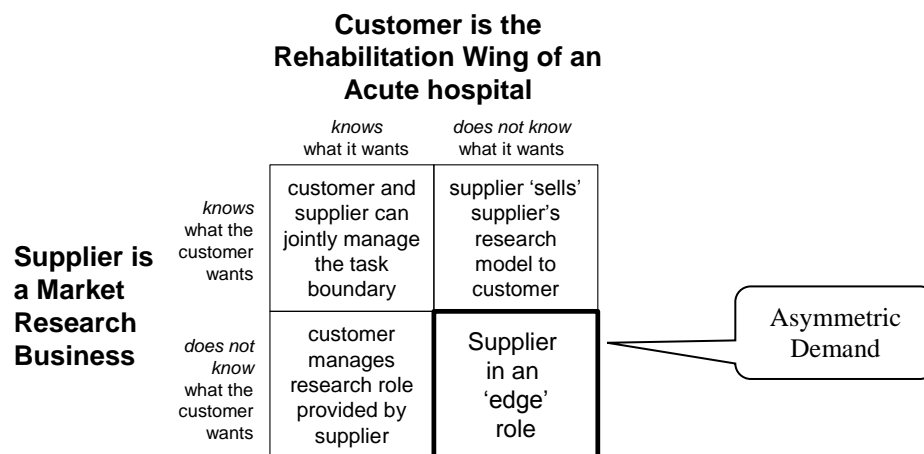 Customer is the
Rehabilitation Wing of an
Acute hospital
knows
what it wants
does not know
what it wants
Supplier is
a Market
Research
Business
knows
what the
customer
wants
customer and
supplier can
jointly manage
the task
boundary
supplier ‘sells’
supplier’s
research
model to
customer
does not
know
what the
customer
wants
customer
manages
research role
provided by
supplier
Supplier
in an
‘edge’
role
Asymmetric
Demand